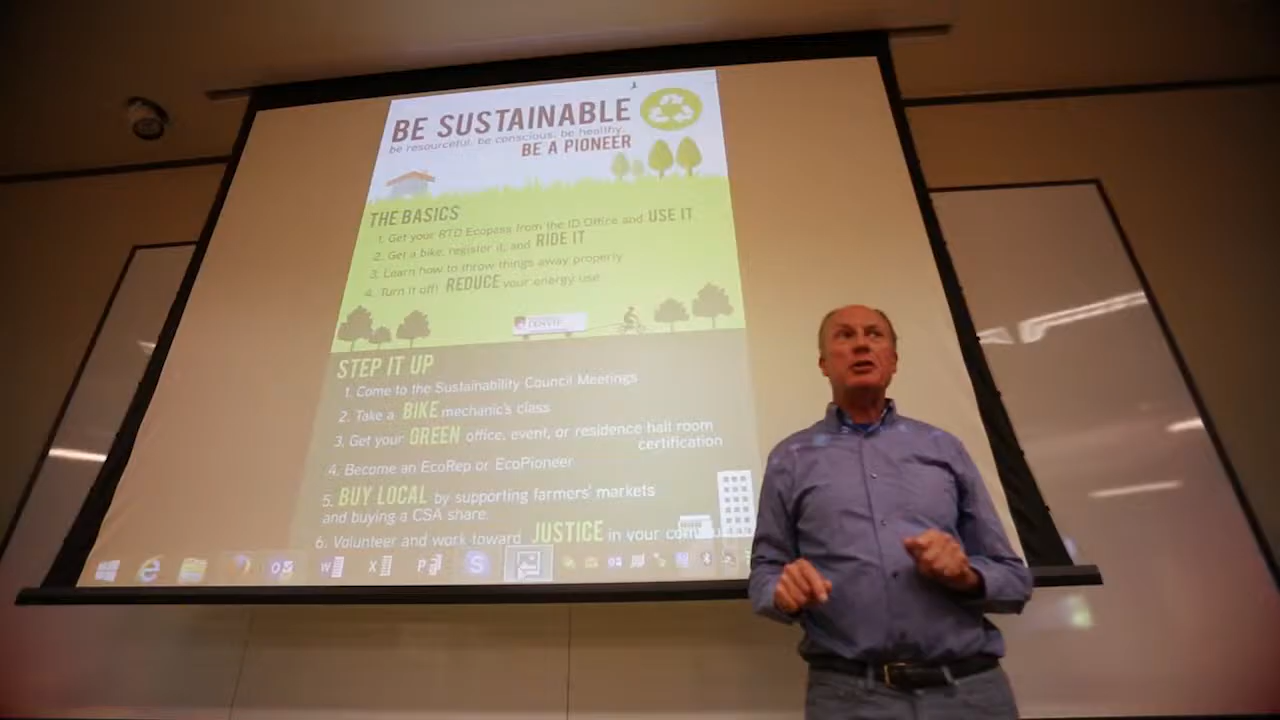 BE SUSTAINABLE
be resourceful. be conscious. be healthy.
BE A PIONEER
THE BASICS
1. Get your RTD Ecopass from the ID Office and USE IT
2. Get a bike, register it, and RIDE IT
3. Learn how to throw things away properly
4. Turn it off! REDUCE your energy use
DENVER
STEP IT UP
1. Come to the Sustainability Council Meetings
2. Take a BIKE mechanic's class
3. Get your GREEN office, event, or residence hall room
certification
4. Become an EcoRep or EcoPioneer
5. BUY LOCAL by supporting farmers' markets
and buying a CSA share.
6. Volunteer and work toward JUSTICE in your